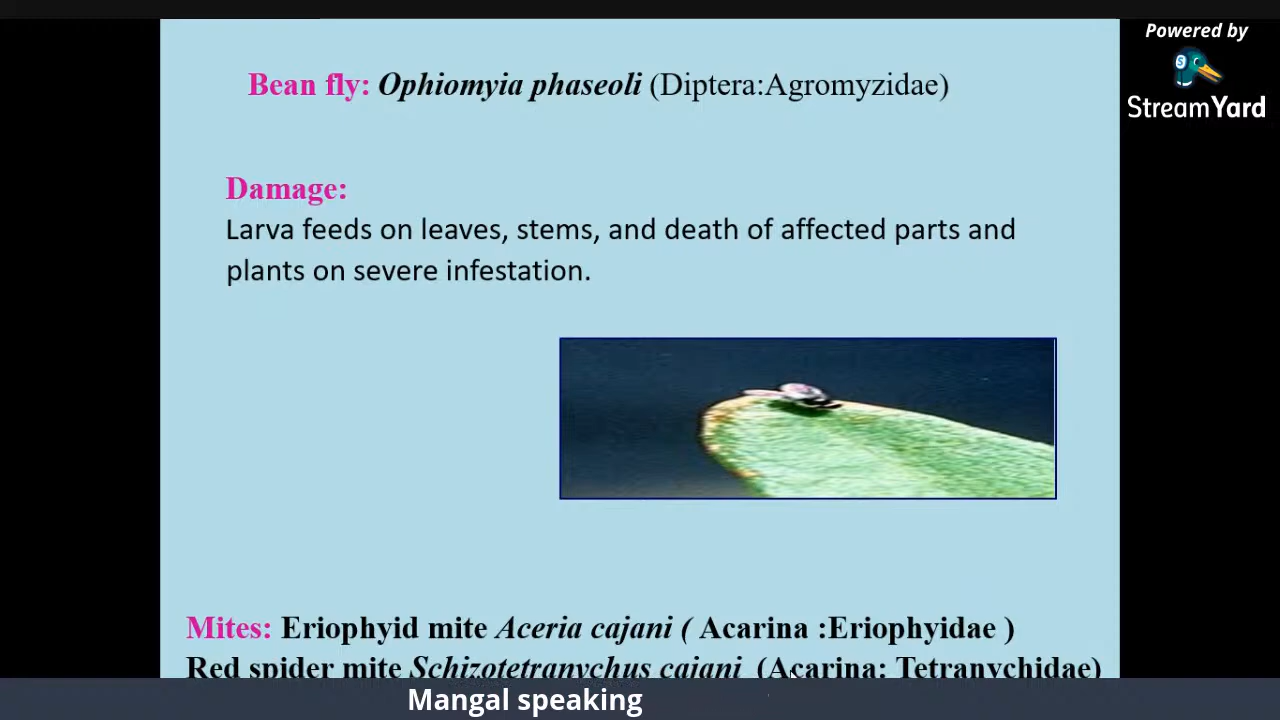 Powered by
StreamYard
Bean fly: Ophiomyia phaseoli (Diptera:Agromyzidae)
Damage:
Larva feeds on leaves, stems, and death of affected parts and
plants on severe infestation.
Mites: Eriophyid mite Aceria cajani ( Acarina :Eriophyidae )
Red spider mite Schizotetranychus cajani (Acarina: Tetranychidae)
Mangal speaking